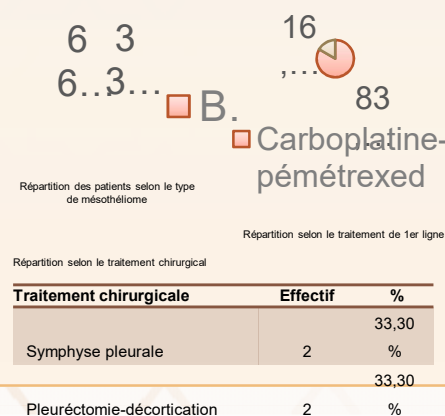 6 3
6… 3…
B.
Répartition des patients selon le type
de mésothéliome
16
,…
83
Carboplatine-
pémétrexed
Répartition selon le traitement de 1er ligne
Répartition selon le traitement chirurgical
Traitement chirurgicale Effectif %
Symphyse pleurale 2 33,30 %
Pleuréctomie-décortication 2 33,30 %